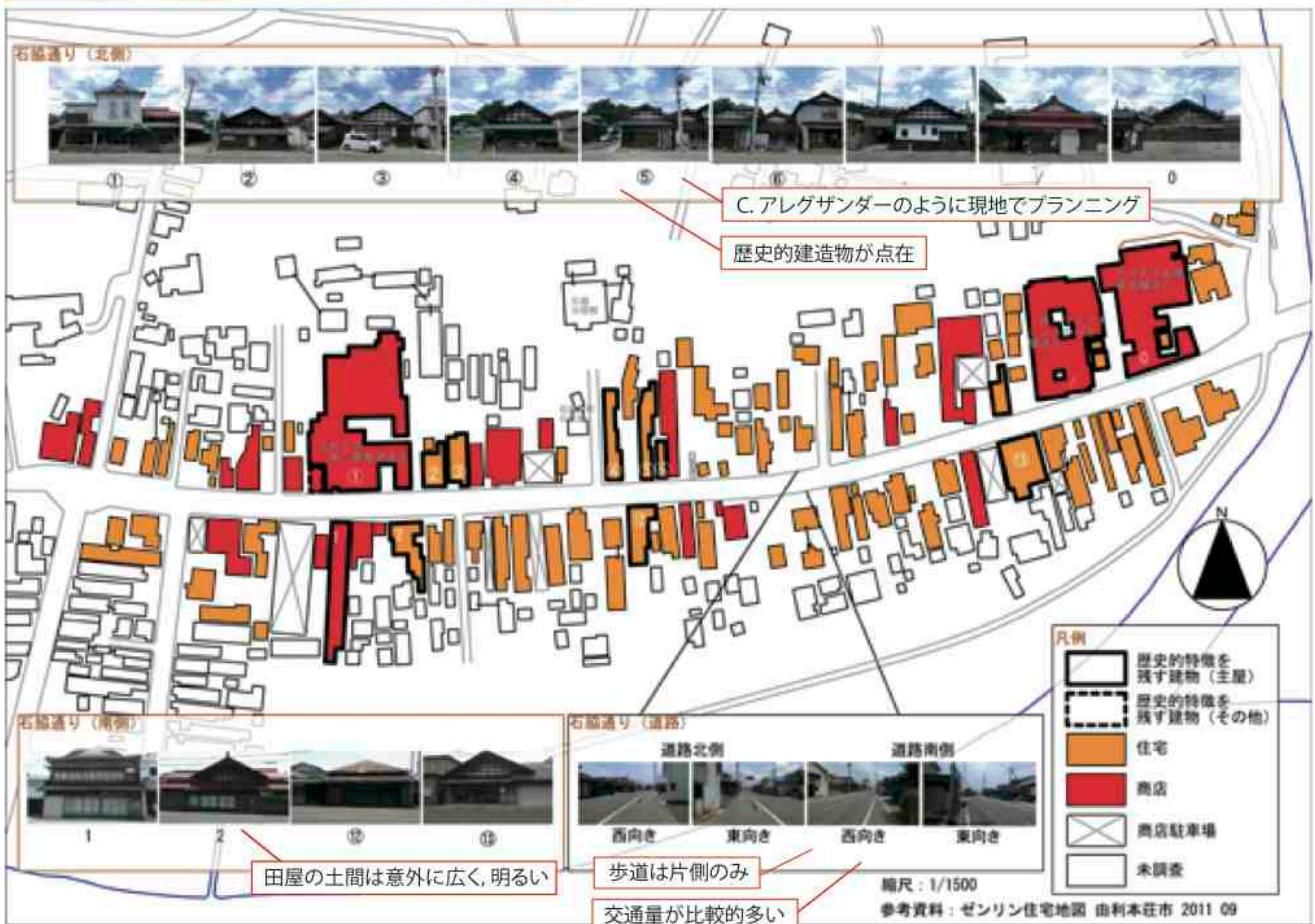 石脇通り（北側）
① ② ③ ④ ⑤ ⑥ 0
C. アレグザンダーのように現地でプランニング
歴史的建造物が点在
① ② ③
N
凡例
歴史的特徴を
残す建物（主屋）
歴史的特徴を
残す建物（その他）
住宅
商店
商店駐車場
未調査
石脇通り（南側）
1 2 ⑫ ⑬
田屋の土間は意外に広く, 明るい
石脇通り（道路）
道路北側 道路南側
西向き 東向き 西向き 東向き
歩道は片側のみ
交通量が比較的多い
縮尺：1/1500
参考資料：ゼンリン住宅地図 由利本荘市 2011 09